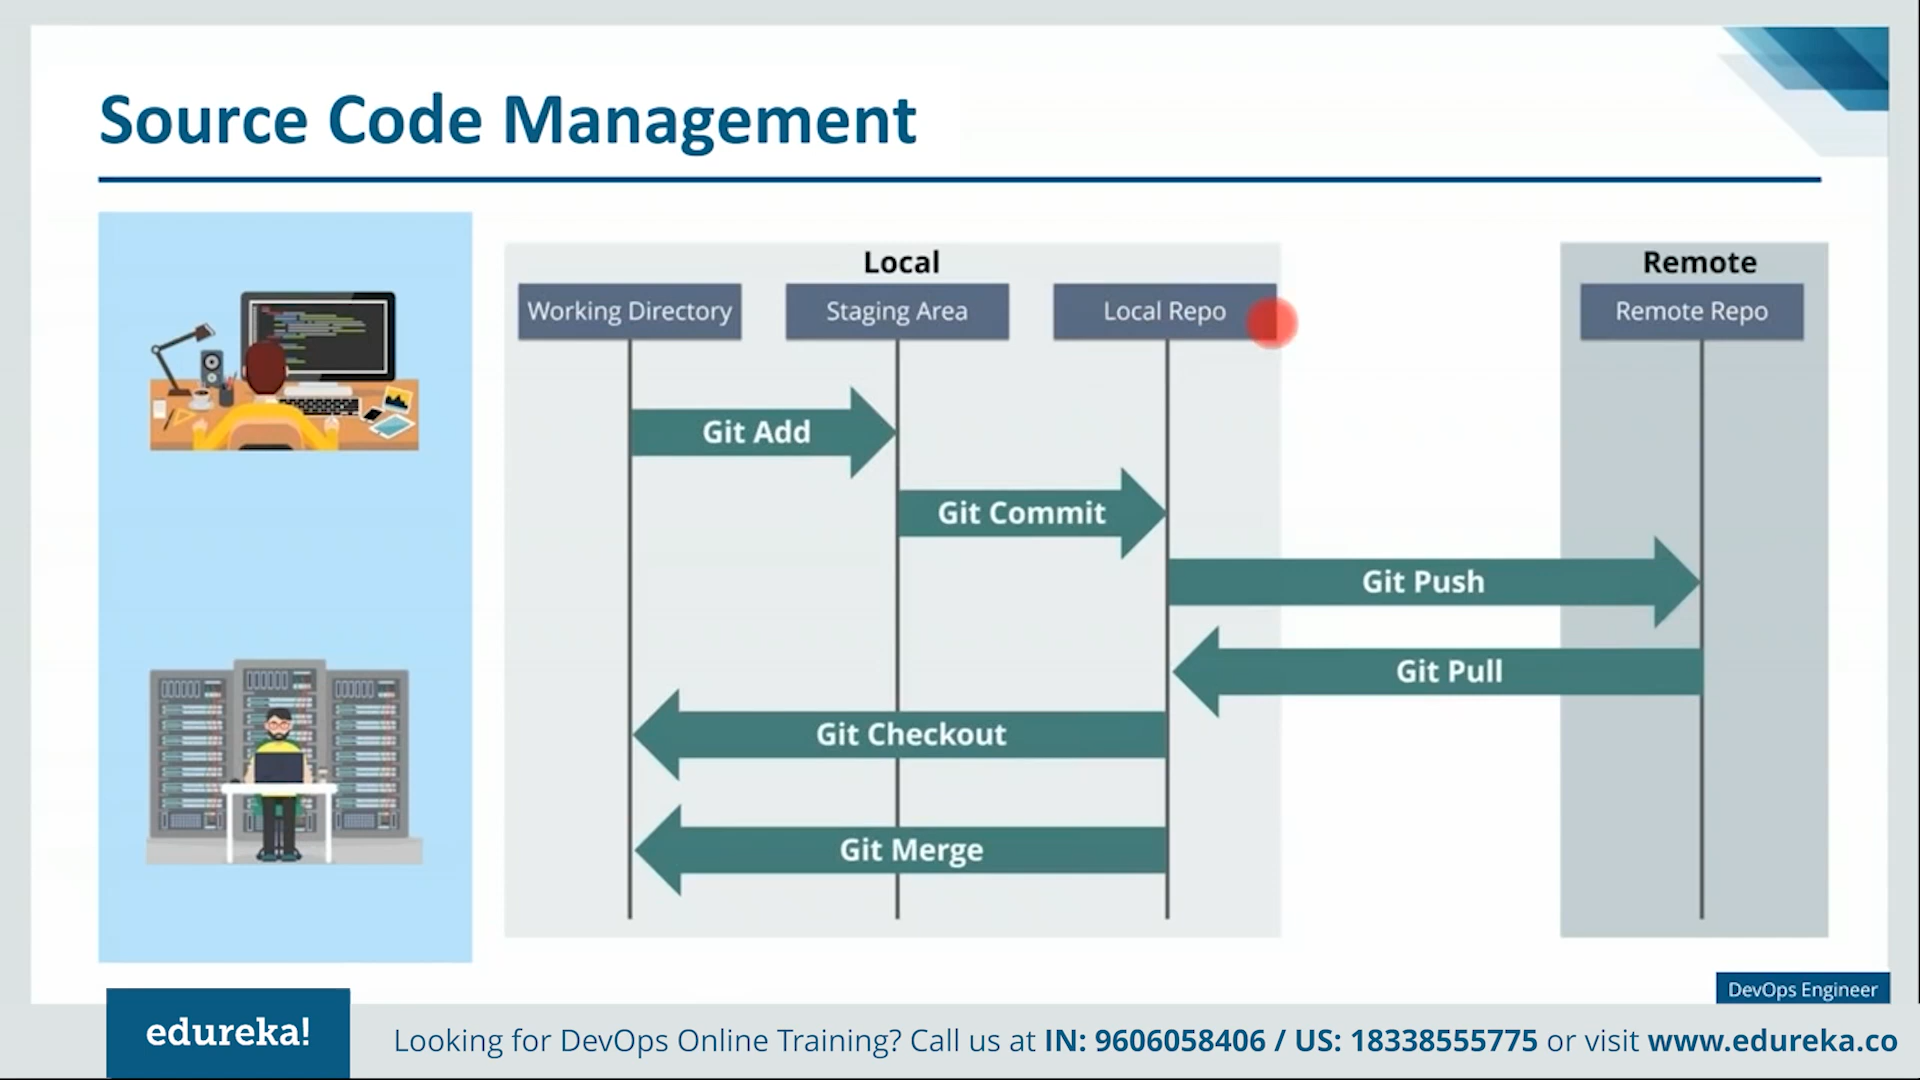 Source Code Management
Local
Remote
Working Directory
Staging Area
Local Repo
Remote Repo
Git Add
Git Commit
Git Push
Git Pull
Git Checkout
Git Merge
DevOps Engineer
edureka!
Looking for DevOps Online Training? Call us at IN: 9606058406 / US: 18338555775 or visit www.edureka.co